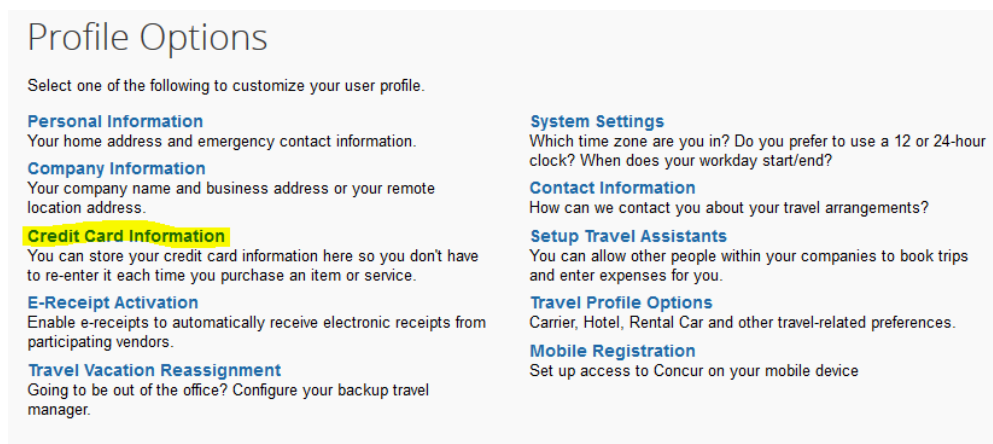 Profile Options
Select one of the following to customize your user profile.
Personal Information
Your home address and emergency contact information.
Company Information
Your company name and business address or your remote
location address.
Credit Card Information
You can store your credit card information here so you don't have
to re-enter it each time you purchase an item or service.
E-Receipt Activation
Enable e-receipts to automatically receive electronic receipts from
participating vendors.
Travel Vacation Reassignment
Going to be out of the office? Configure your backup travel
manager.
System Settings
Which time zone are you in? Do you prefer to use a 12 or 24-hour
clock? When does your workday start/end?
Contact Information
How can we contact you about your travel arrangements?
Setup Travel Assistants
You can allow other people within your companies to book trips
and enter expenses for you.
Travel Profile Options
Carrier, Hotel, Rental Car and other travel-related preferences.
Mobile Registration
Set up access to Concur on your mobile device